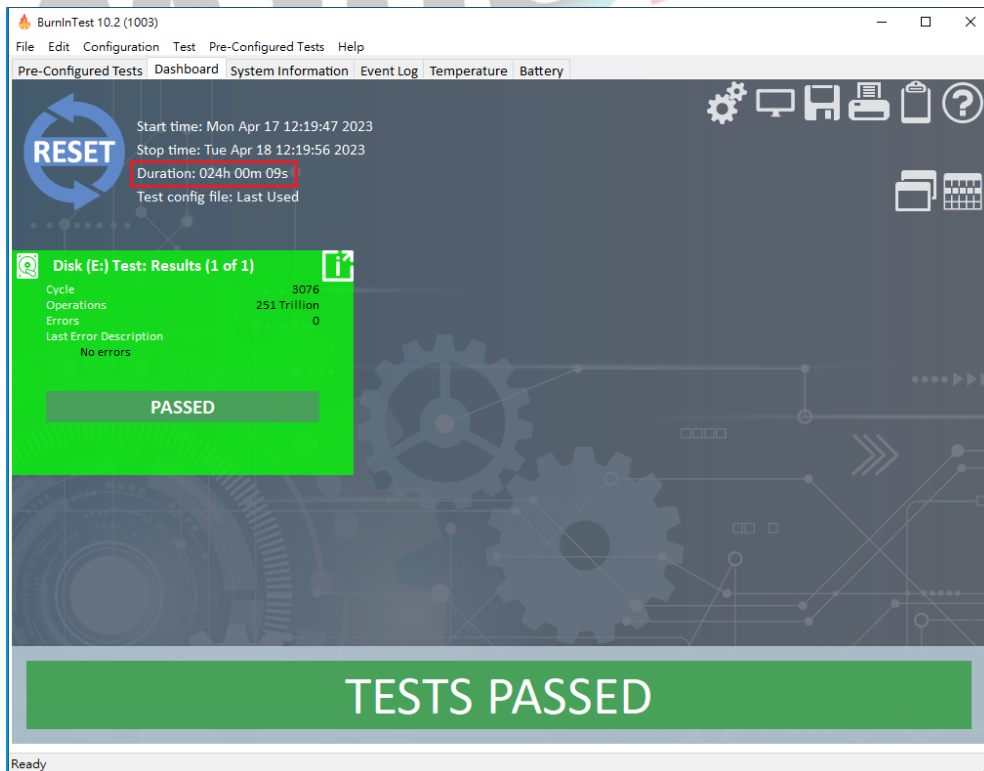 BurnInTest 10.2 (1003)
File Edit Configuration Test Pre-Configured Tests Help
Pre-Configured Tests Dashboard System Information Event Log Temperature Battery
RESET
Start time: Mon Apr 17 12:19:47 2023
Stop time: Tue Apr 18 12:19:56 2023
Duration: 024h 00m 09s
Test config file: Last Used
Disk (E:) Test: Results (1 of 1)
Cycle 3076
Operations 251 Trillion
Errors 0
Last Error Description
No errors
PASSED
TESTS PASSED
Ready